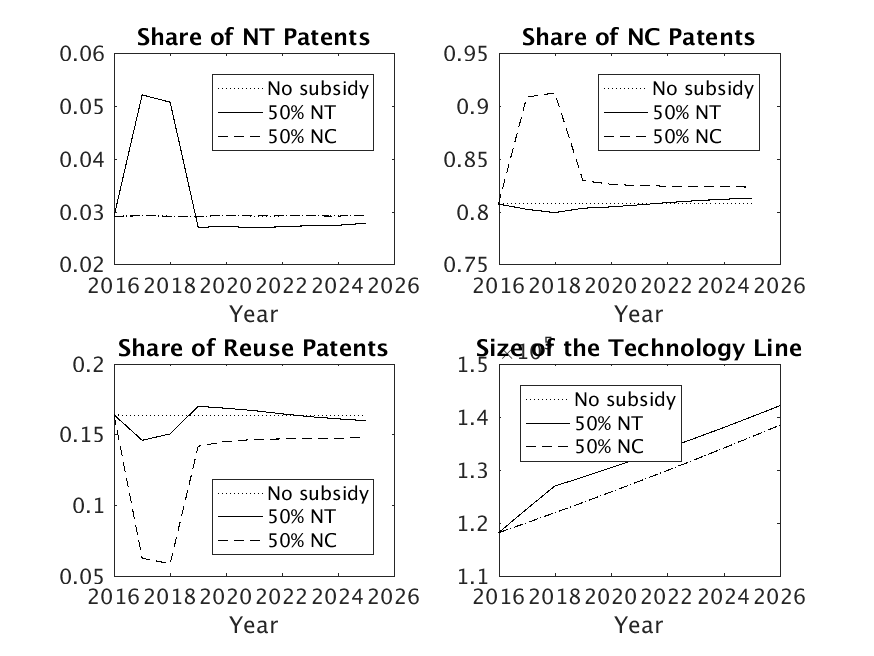 Share of NT Patents
0.06
0.05
0.04
0.03
0.02
No subsidy
50% NT
50% NC
2016 2018 2020 2022 2024 2026
Year
Share of NC Patents
0.95
0.9
0.85
0.8
0.75
No subsidy
50% NT
50% NC
2016 2018 2020 2022 2024 2026
Year
Share of Reuse Patents
0.2
0.15
0.1
0.05
No subsidy
50% NT
50% NC
2016 2018 2020 2022 2024 2026
Year
Size of the Technology Line
1.5
1.4
1.3
1.2
1.1
No subsidy
50% NT
50% NC
2016 2018 2020 2022 2024 2026
Year